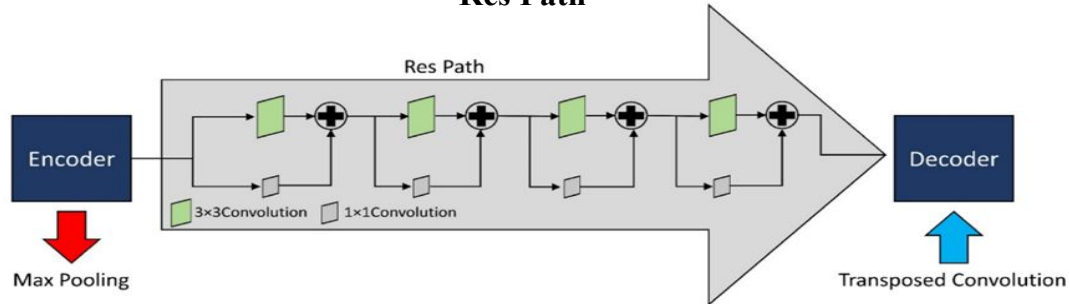 Res Path
Res Path
Encoder
Decoder
3×3Convolution
1×1Convolution
Max Pooling
Transposed Convolution